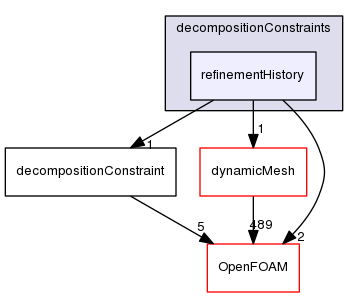 decompositionConstraints
refinementHistory
1
1
decompositionConstraint
dynamicMesh
5
489
2
OpenFOAM